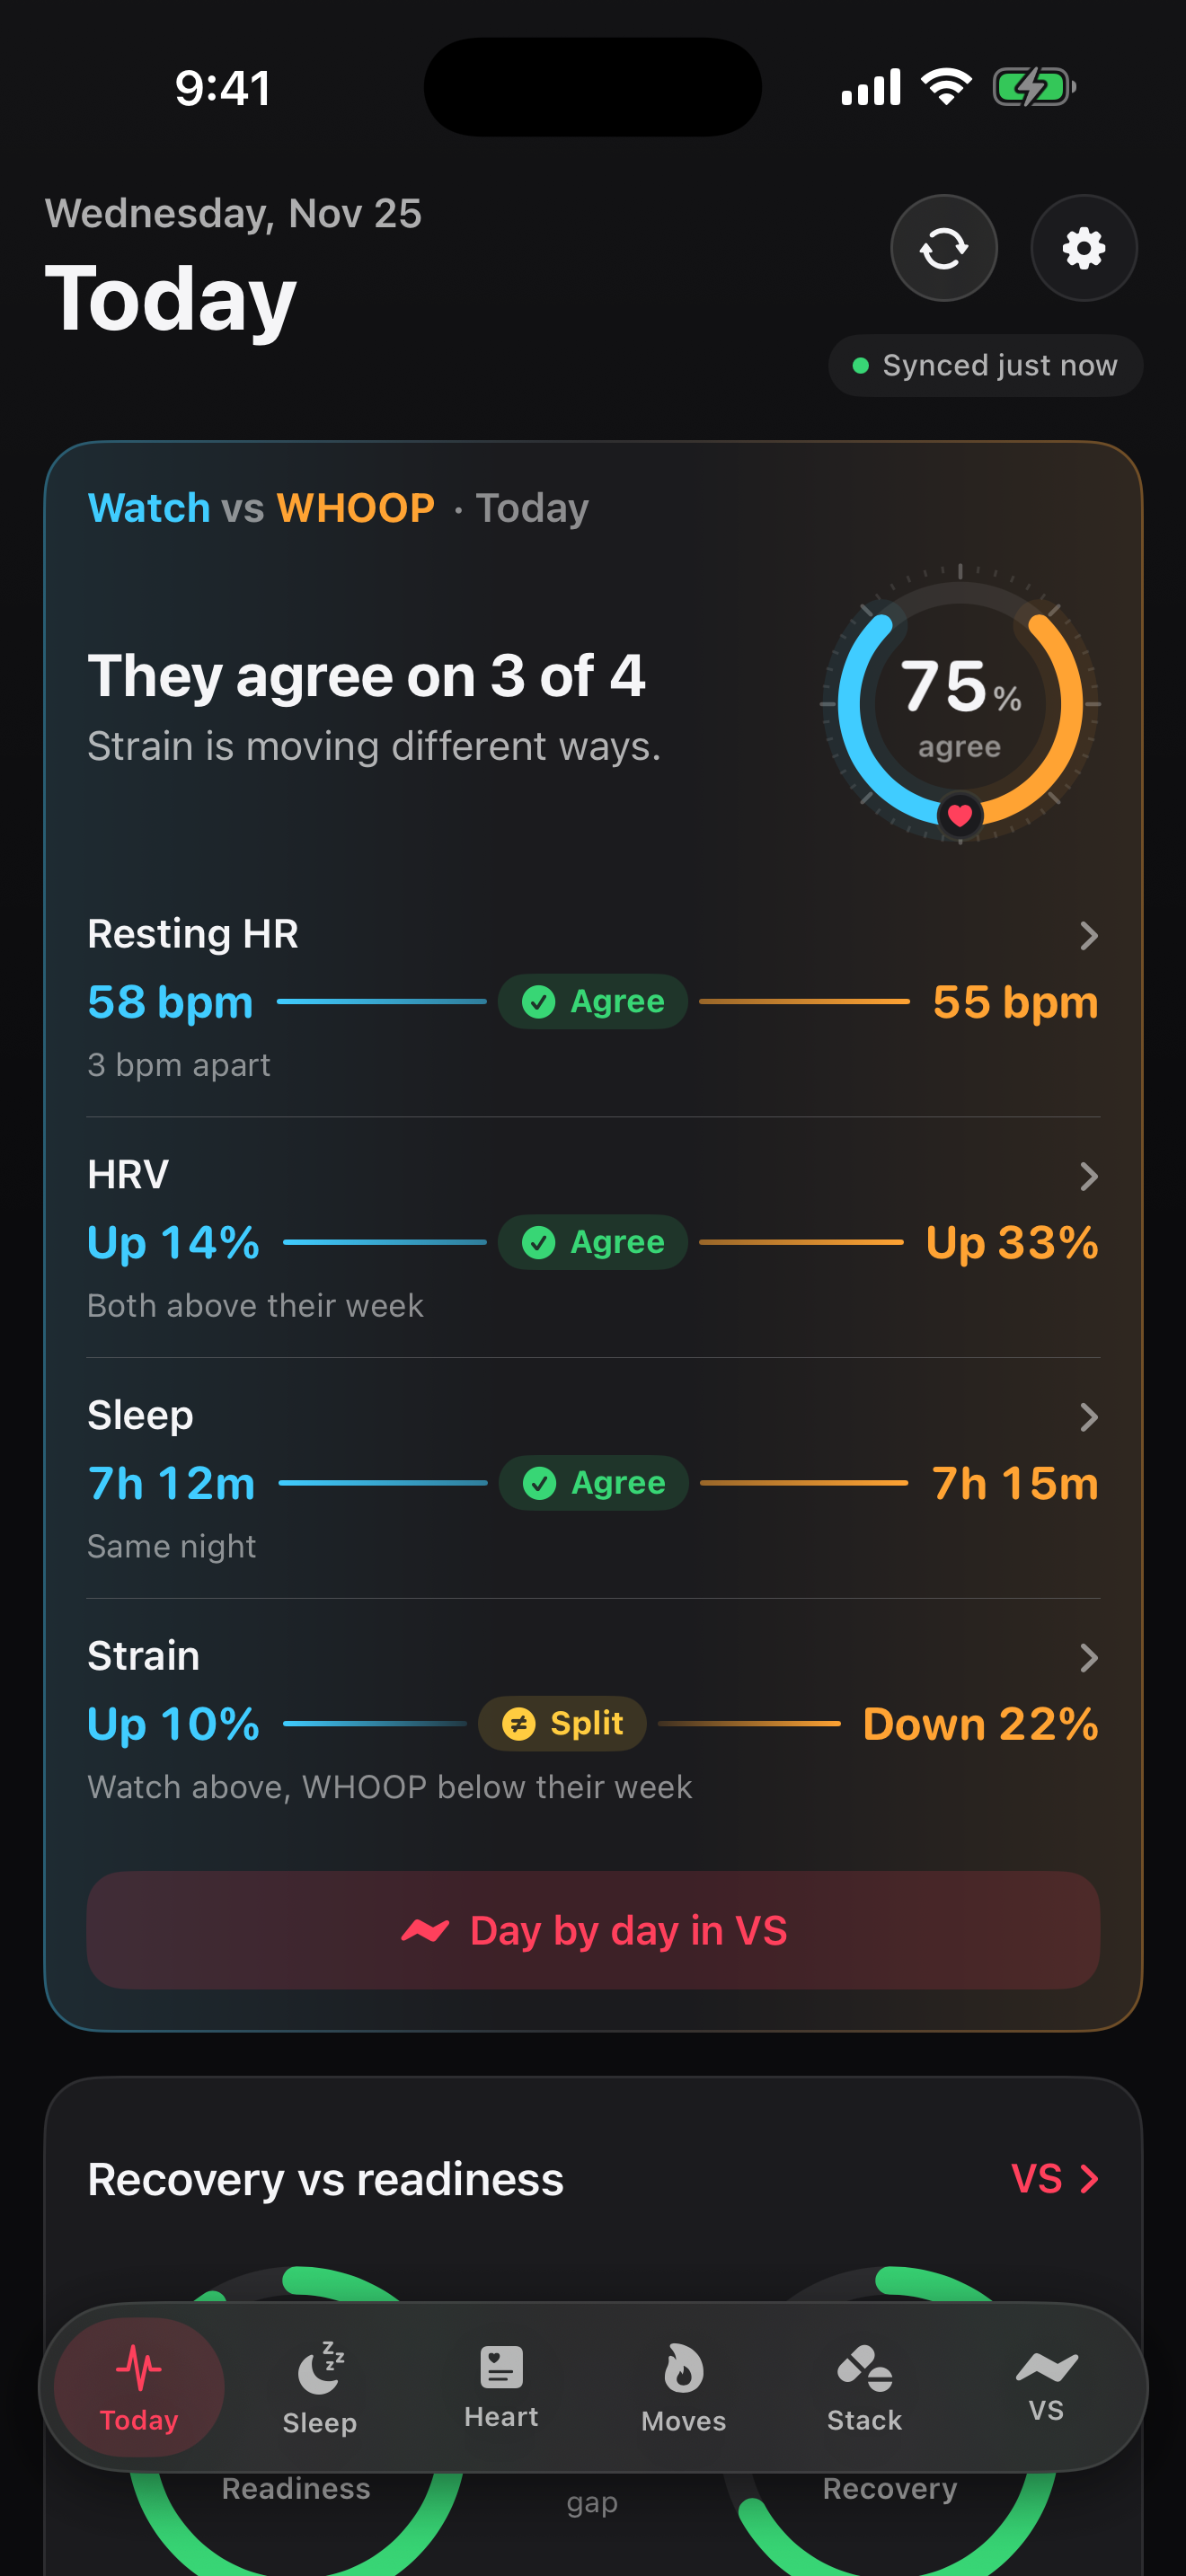 9:41
Wednesday, Nov 25
Today
Synced just now
Watch vs WHOOP · Today
They agree on 3 of 4
Strain is moving different ways.
75%
agree
Resting HR
58 bpm Agree 55 bpm
3 bpm apart
HRV
Up 14% Agree Up 33%
Both above their week
Sleep
7h 12m Agree 7h 15m
Same night
Strain
Up 10% Split Down 22%
Watch above, WHOOP below their week
Day by day in VS
Recovery vs readiness VS
Today Sleep Heart Moves Stack VS
Readiness gap Recovery